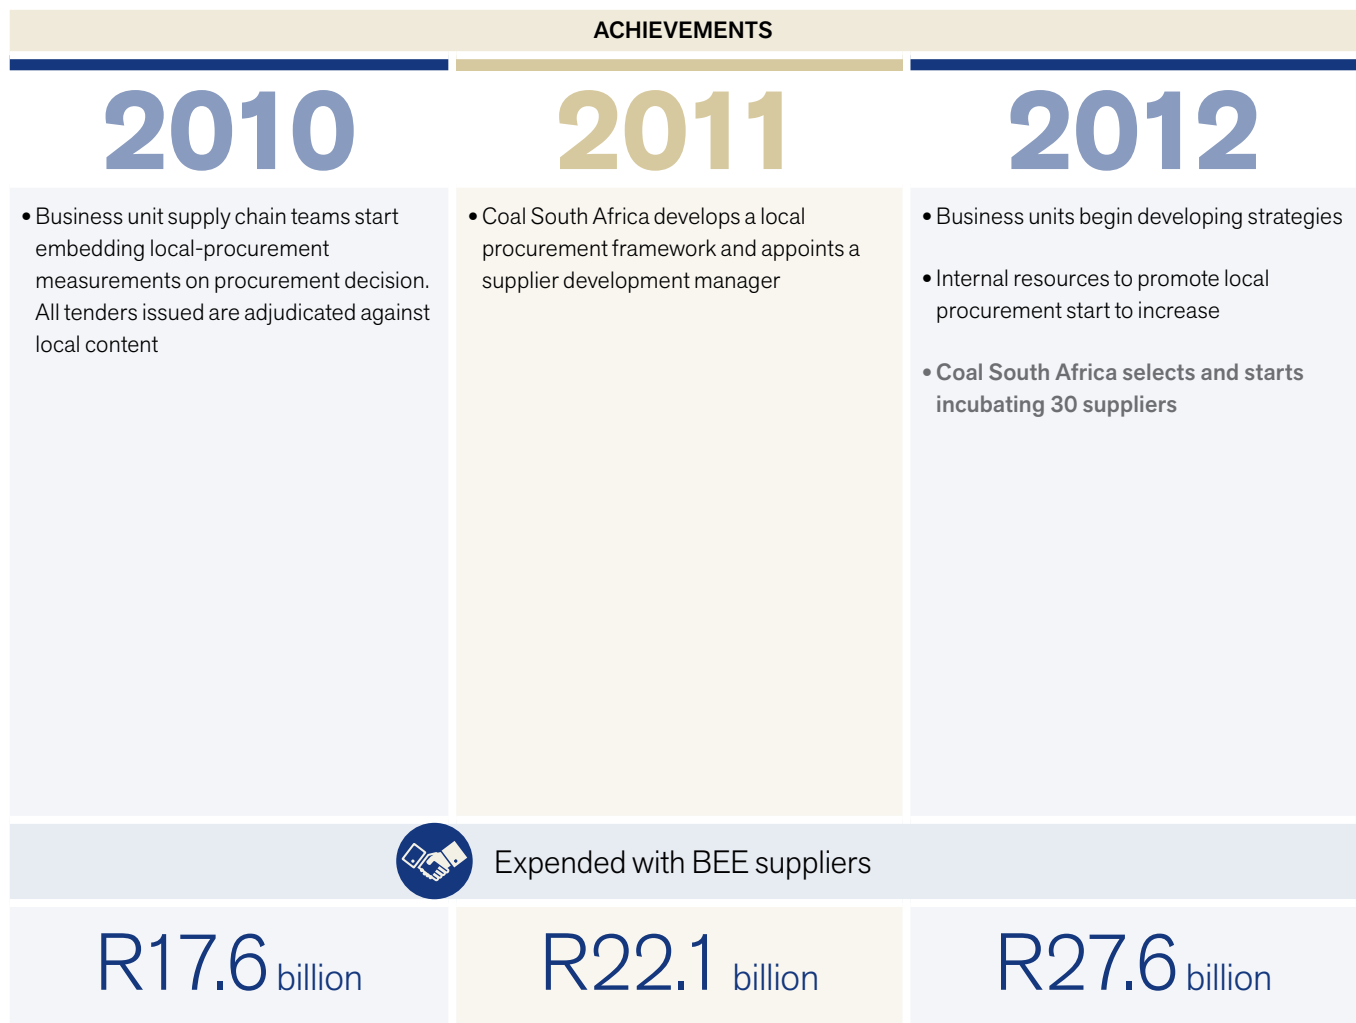 ACHIEVEMENTS
2010
• Business unit supply chain teams start
embedding local-procurement
measurements on procurement decision.
All tenders issued are adjudicated against
local content
2011
• Coal South Africa develops a local
procurement framework and appoints a
supplier development manager
2012
• Business units begin developing strategies
• Internal resources to promote local
procurement start to increase
• Coal South Africa selects and starts
incubating 30 suppliers
Expended with BEE suppliers
R17.6 billion
R22.1 billion
R27.6 billion